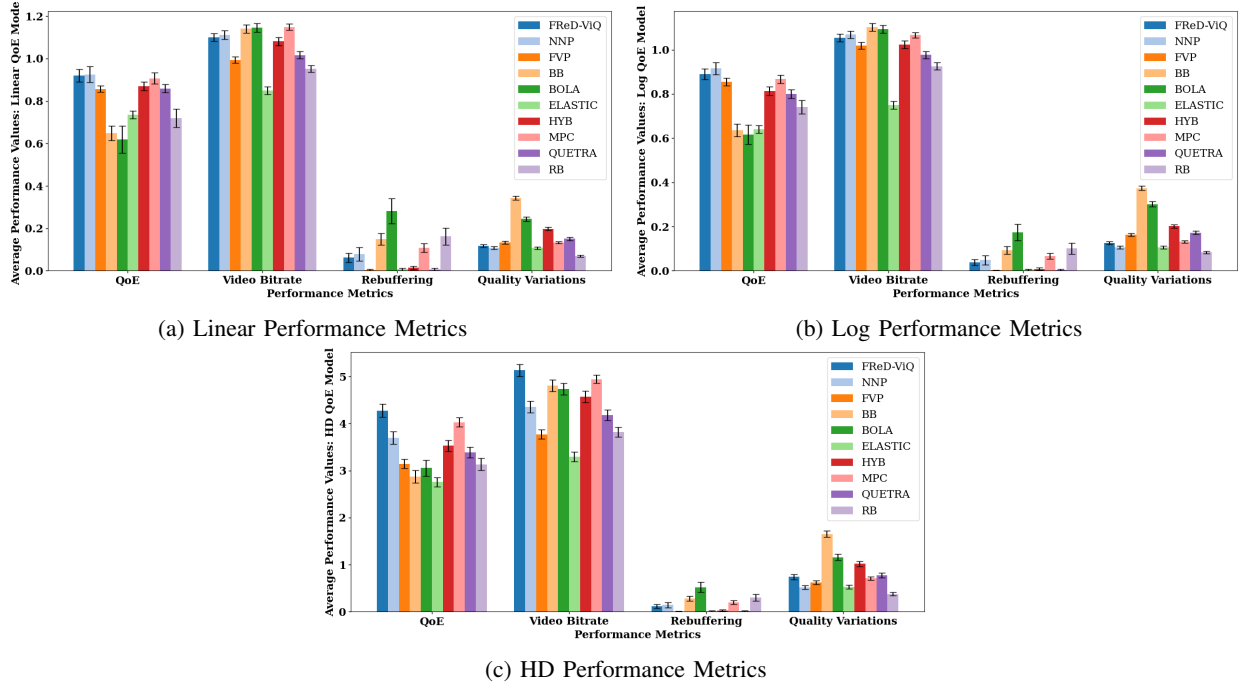 Average Performance Values: Linear QoE Mode
1.2
1.0
0.8
0.6
0.4
0.2
0.0
QoE
Video Bitrate
Rebuffering
Quality Variations
Performance Metrics
FReD-ViQ
NNP
FVP
BB
BOLA
ELASTIC
HYB
MPC
QUETRA
RB
(a) Linear Performance Metrics
Average Performance Values: Log QoE Model
1.0
0.8
0.6
0.4
0.2
0.0
QoE
Video Bitrate
Rebuffering
Quality Variations
Performance Metrics
FReD-ViQ
NNP
FVP
BB
BOLA
ELASTIC
HYB
MPC
QUETRA
RB
(b) Log Performance Metrics
Average Performance Values: HD QoE Model
5
4
3
2
1
0
QoE
Video Bitrate
Rebuffering
Quality Variations
Performance Metrics
FReD-ViQ
NNP
FVP
BB
BOLA
ELASTIC
HYB
MPC
QUETRA
RB
(c) HD Performance Metrics